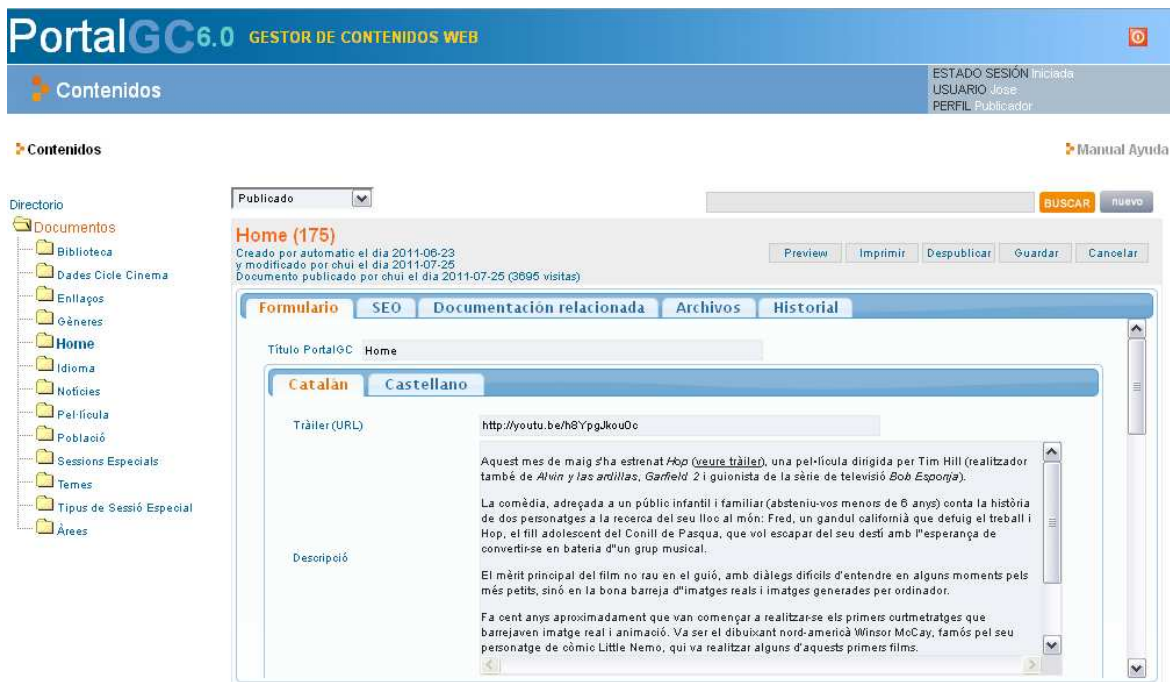 PortalGC6.0 GESTOR DE CONTENIDOS WEB
Contenidos
ESTADO SESIÓN Iniciada
USUARIO Jose
PERFIL Publicador
Contenidos
Manual Ayuda
Directorio
Documentos
Biblioteca
Dades Cicle Cinema
Enllaços
Gèneres
Home
Idioma
Notícies
Pel·lícula
Població
Sessions Especials
Temes
Tipus de Sessió Especial
Àrees
Publicado
BUSCAR nuevo
Home (175)
Creado por automatic el dia 2011-06-23
y modificado por chui el dia 2011-07-25
Documento publicado por chui el dia 2011-07-25 (3695 visitas)
Preview Imprimir Despublicar Guardar Cancelar
Formulario SEO Documentación relacionada Archivos Historial
Título PortalGC Home
Catalán Castellano
Tràiler (URL) http://youtu.be/h8YpgJkouOc
Descripció
Aquest mes de maig s'ha estrenat Hop (veure tràiler), una pel·lícula dirigida per Tim Hill (realitzador
també de Alvin y las ardillas, Garfield 2 i guionista de la sèrie de televisió Bob Esponja).
La comèdia, adreçada a un públic infantil i familiar (absteniu-vos menors de 6 anys) conta la història
de dos personatges a la recerca del seu lloc al món: Fred, un gandul californià que defuig el treball i
Hop, el fill adolescent del Conill de Pasqua, que vol escapar del seu destí amb l"esperança de
convertir-se en bateria d"un grup musical.
El mèrit principal del film no rau en el guió, amb diàlegs difícils d'entendre en alguns moments pels
més petits, sinó en la bona barreja d"imatges reals i imatges generades per ordinador.
Fa cent anys aproximadament que van començar a realitzar-se els primers curtmetratges que
barrejaven imatge real i animació. Va ser el dibuixant nord-americà Winsor McCay, famós pel seu
personatge de còmic Little Nemo, qui va realitzar alguns d'aquests primers films.